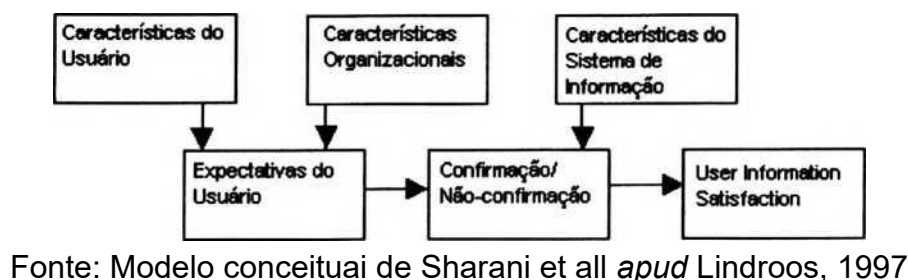 Características do
Usuário
Características
Organizacionais
Características do
Sistema de
Informação
Expectativas do
Usuário
Confirmação/
Não-confirmação
User Information
Satisfaction
Fonte: Modelo conceituai de Sharani et all apud Lindroos, 1997